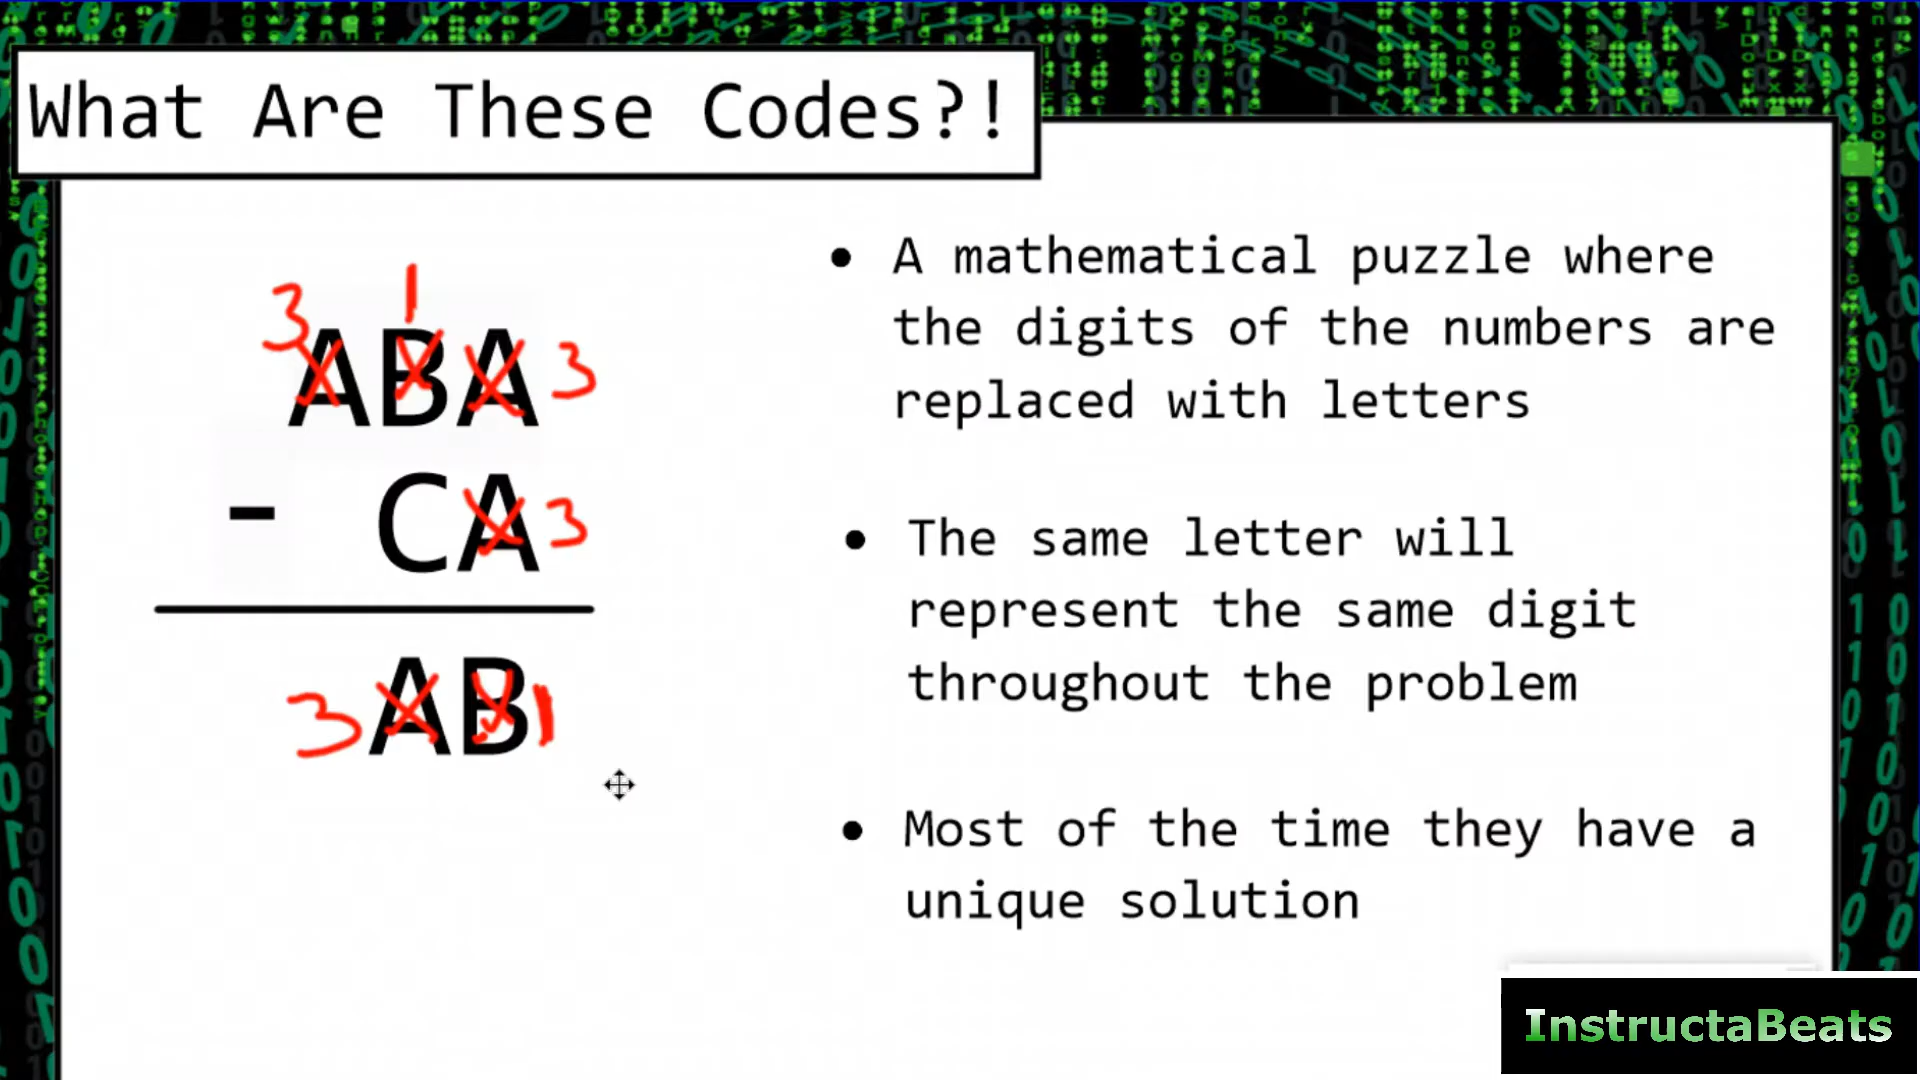 What Are These Codes?!
3 1
ABA 3
- CA 3
3 AB 1
• A mathematical puzzle where
the digits of the numbers are
replaced with letters
• The same letter will
represent the same digit
throughout the problem
• Most of the time they have a
unique solution
InstructaBeats